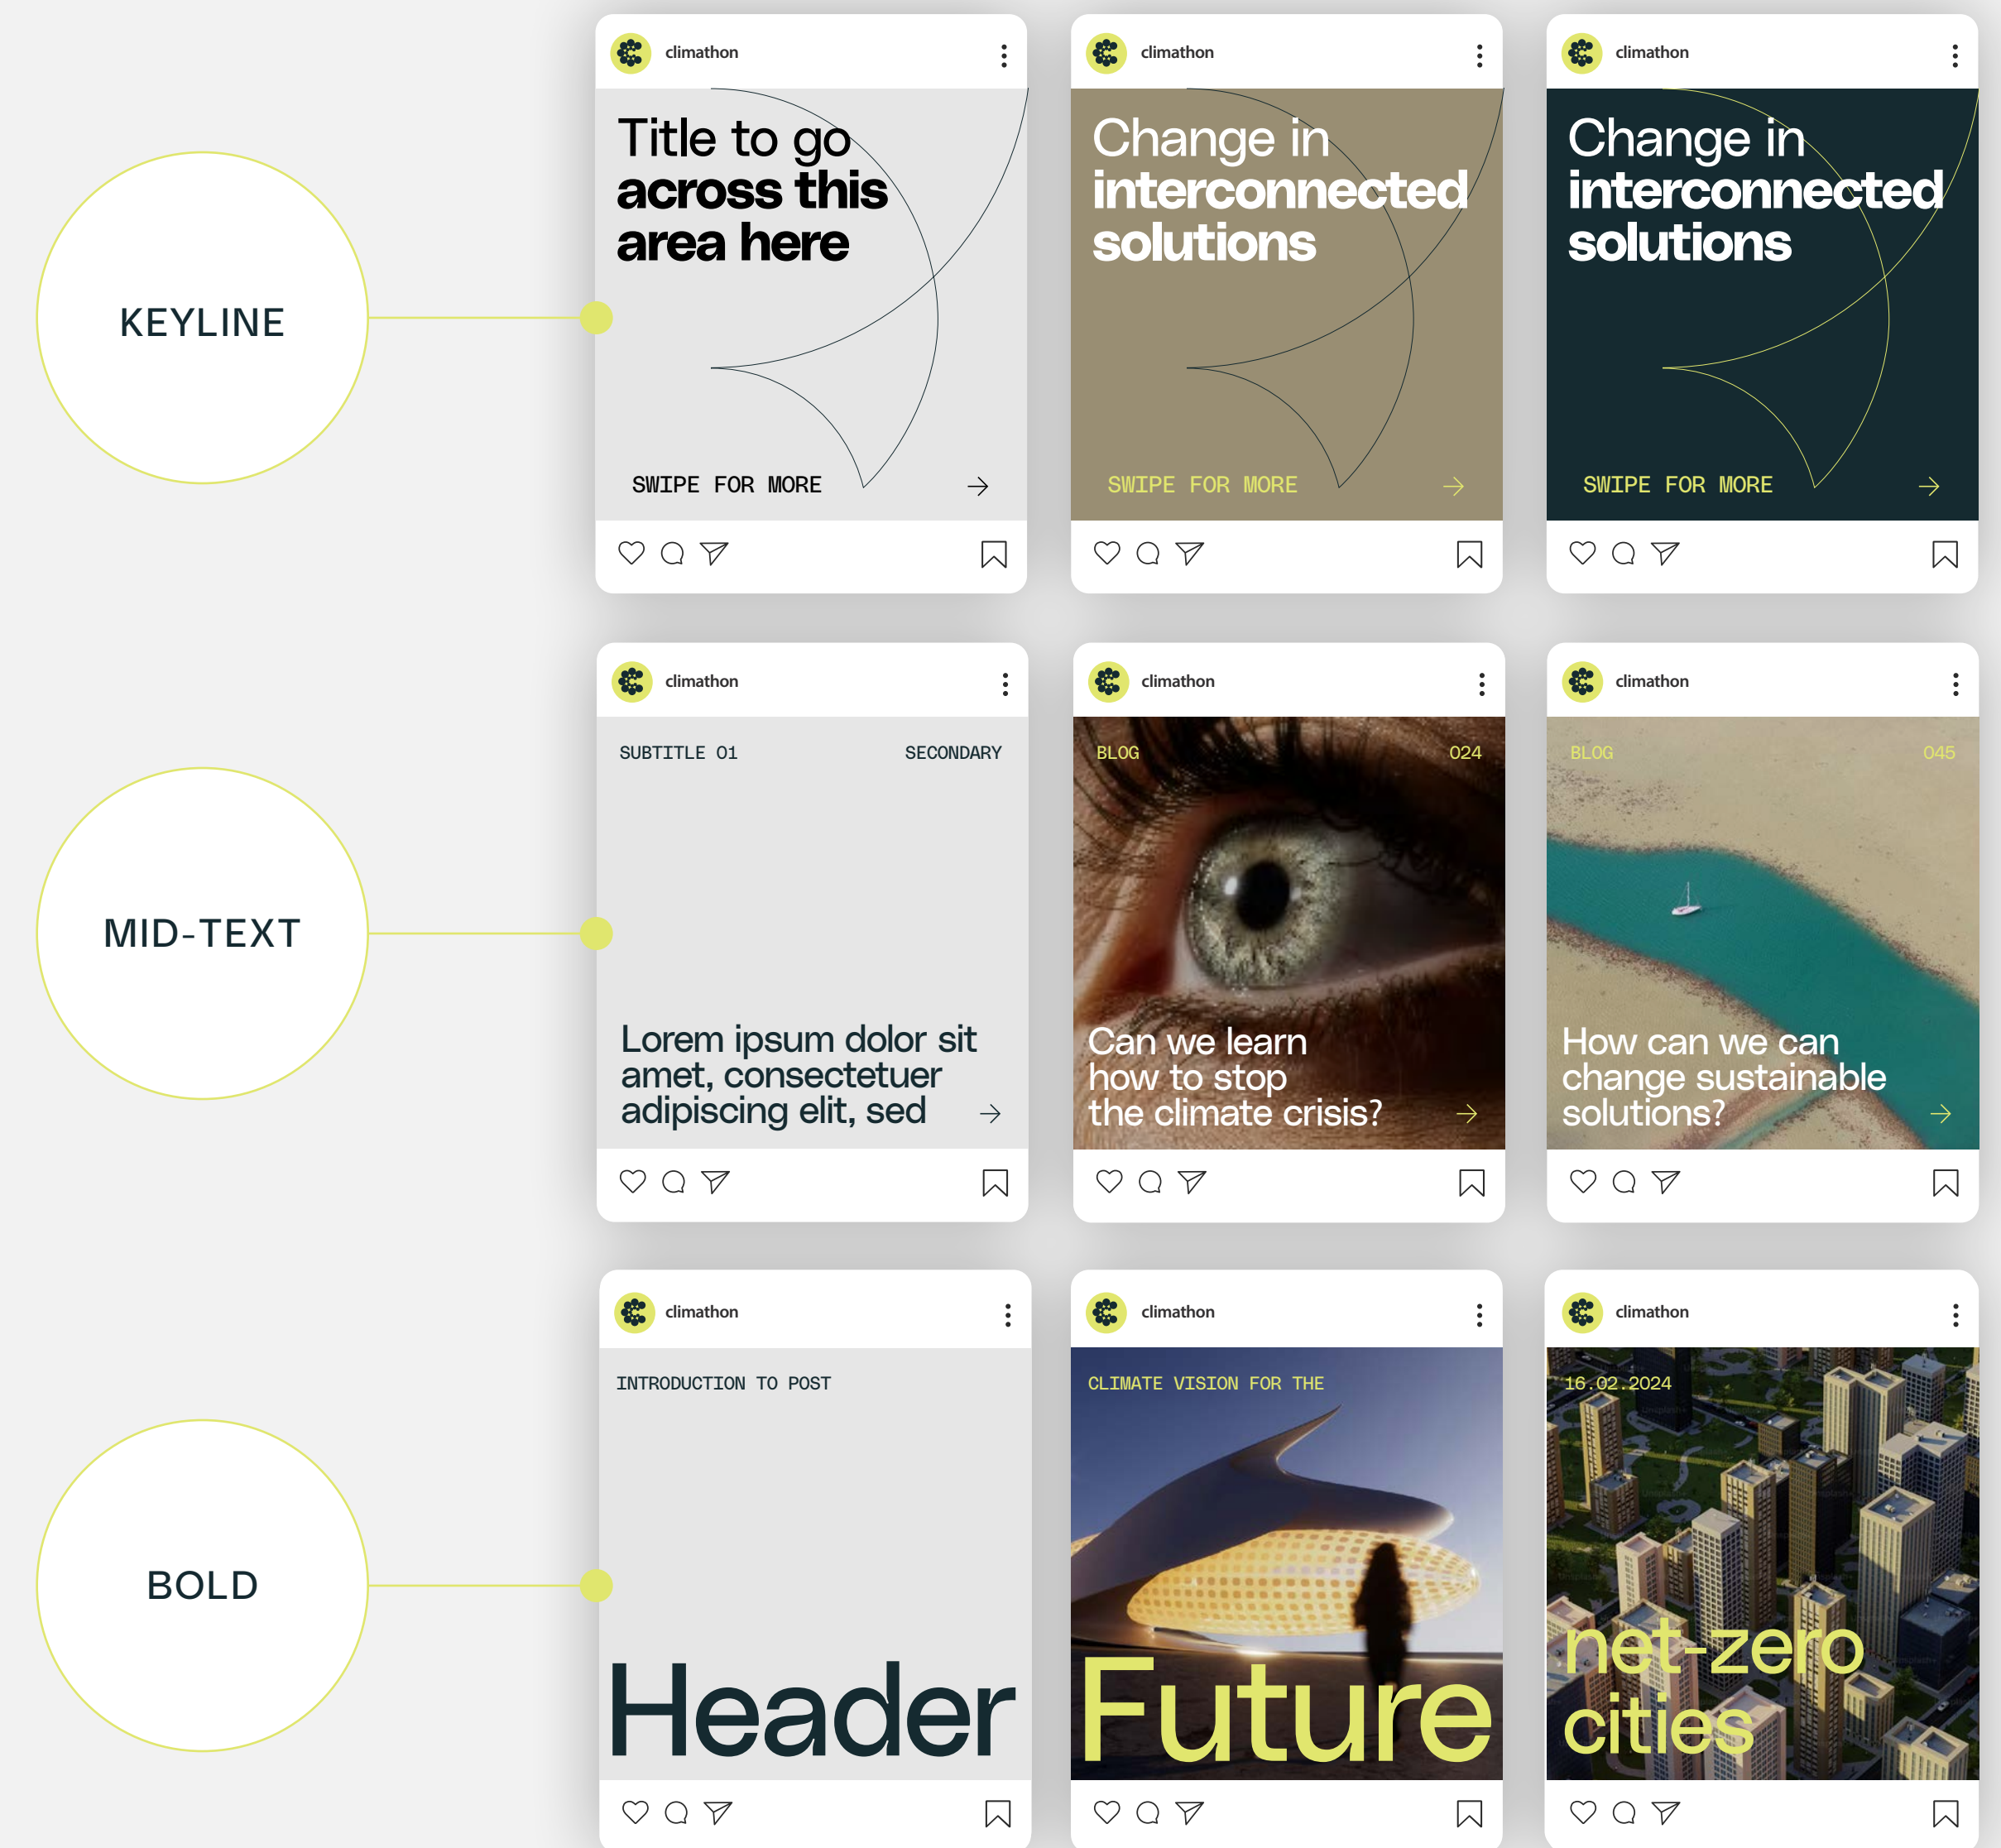 KEYLINE
climathon
Title to go
across this
area here
SWIPE FOR MORE
climathon
Change in
interconnected
solutions
SWIPE FOR MORE
climathon
Change in
interconnected
solutions
SWIPE FOR MORE
MID-TEXT
climathon
SUBTITLE 01 SECONDARY
Lorem ipsum dolor sit
amet, consectetuer
adipiscing elit, sed
climathon
BLOG 024
Can we learn
how to stop
the climate crisis?
climathon
BLOG 045
How can we can
change sustainable
solutions?
BOLD
climathon
INTRODUCTION TO POST
Header
climathon
CLIMATE VISION FOR THE
Future
climathon
16.02.2024
net-zero
cities